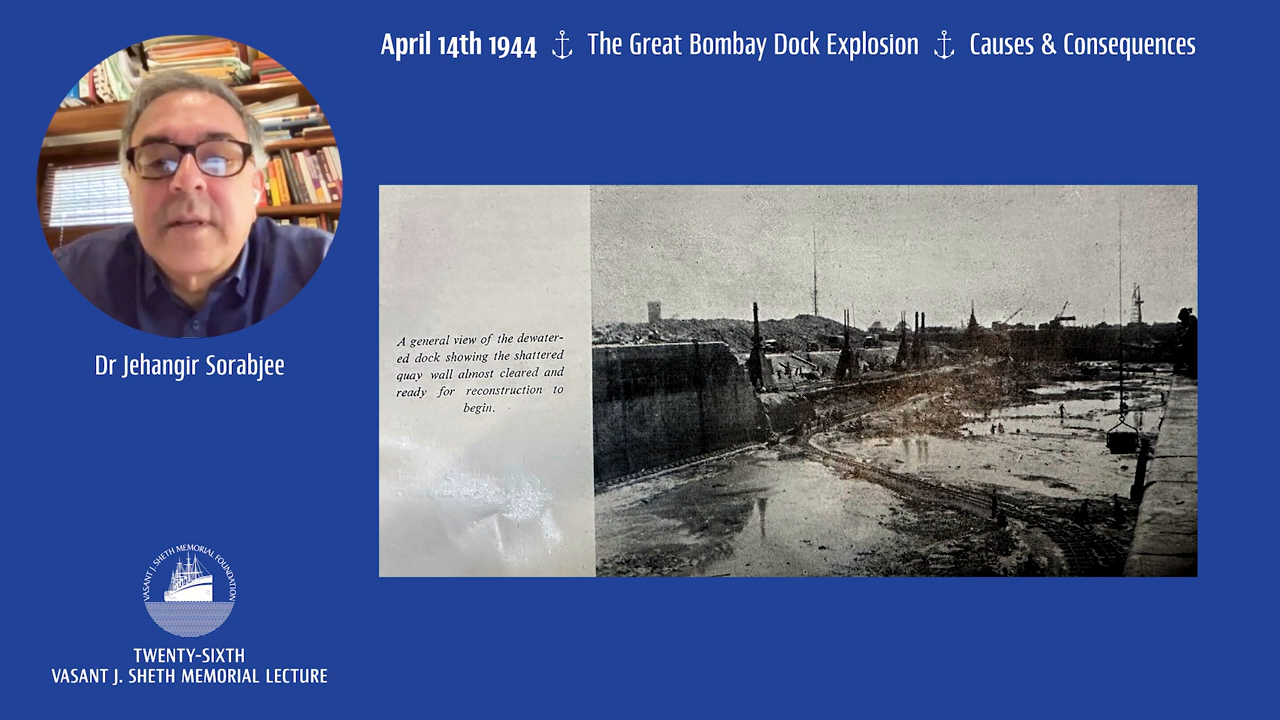 April 14th 1944 ⚓ The Great Bombay Dock Explosion ⚓ Causes & Consequences
Dr Jehangir Sorabjee
A general view of the dewater-
ed dock showing the shattered
quay wall almost cleared and
ready for reconstruction to
begin.
VASANT J. SHETH MEMORIAL FOUNDATION
TWENTY-SIXTH
VASANT J. SHETH MEMORIAL LECTURE